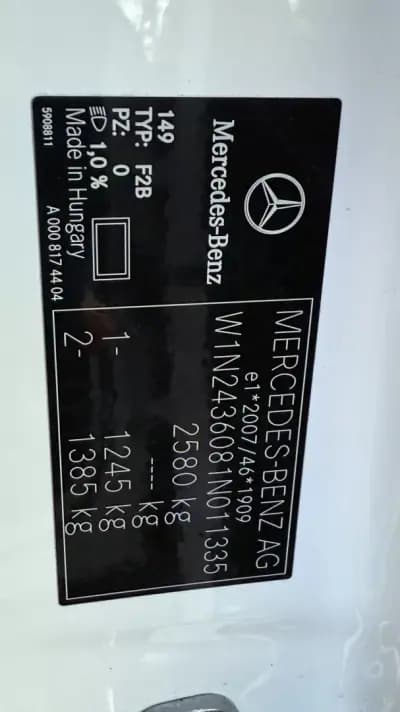 Mercedes-Benz
149
TYP: F2B
PZ: 0
1,0 %
Made in Hungary
A 000 817 44 04
5908811
MERCEDES-BENZ AG
e1*2007/46*1909
W1N2436081N011335
2580 kg
---- kg
1- 1245 kg
2- 1385 kg